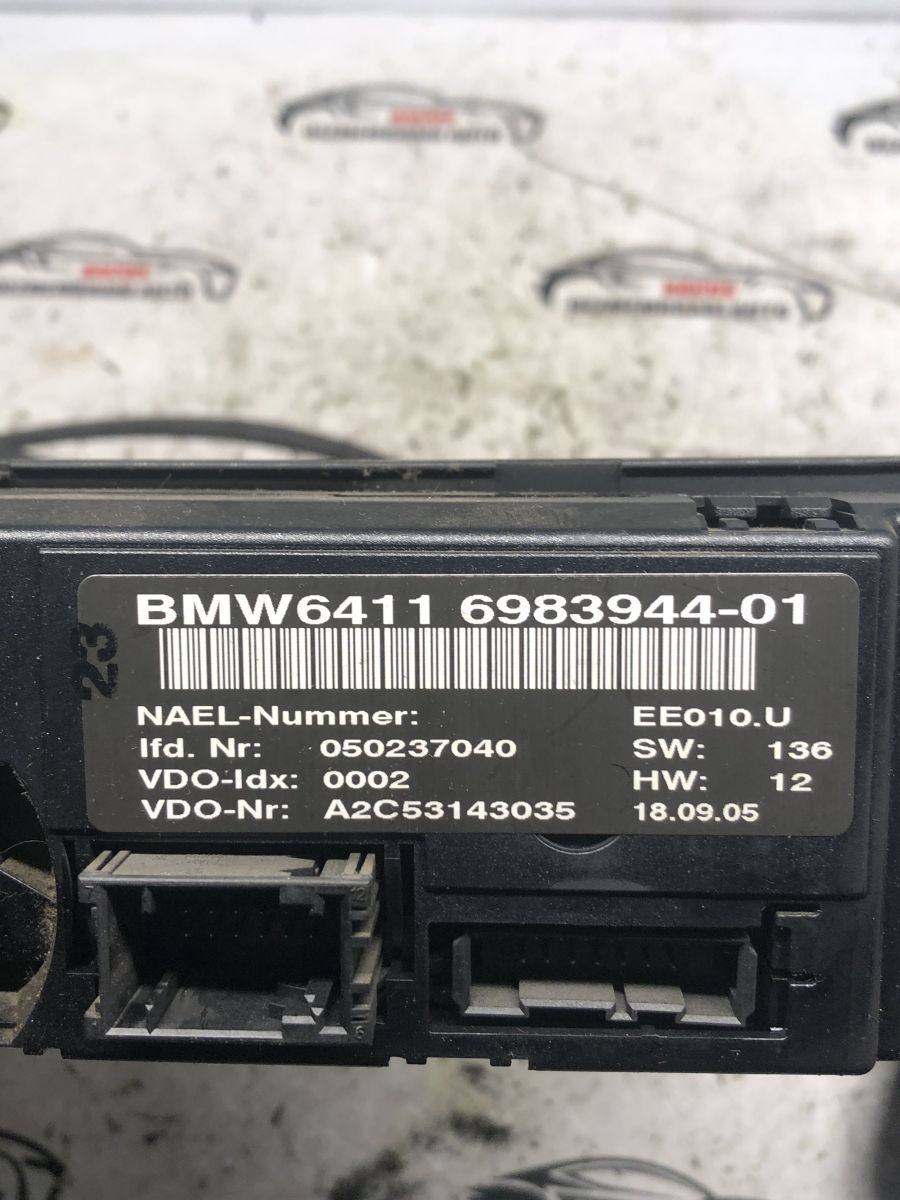 BMW6411 6983944-01
23
NAEL-Nummer: EE010.U
lfd. Nr: 050237040 SW: 136
VDO-Idx: 0002 HW: 12
VDO-Nr: A2C53143035 18.09.05